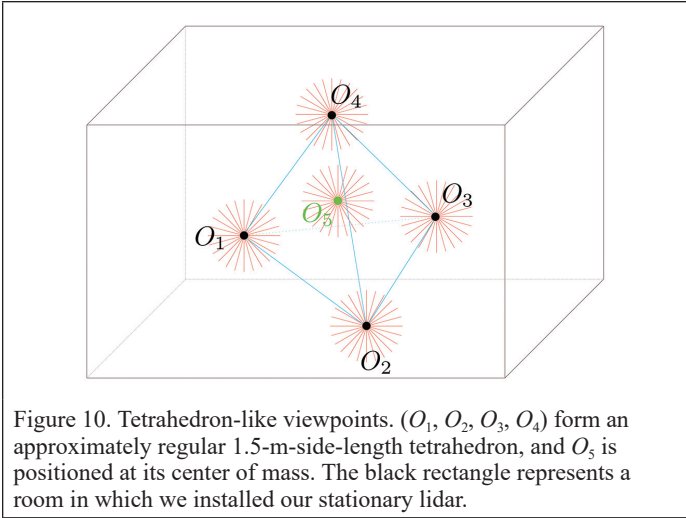 O₄
O₃
O₅
O₁
O₂
Figure 10. Tetrahedron-like viewpoints. (O₁, O₂, O₃, O₄) form an
approximately regular 1.5-m-side-length tetrahedron, and O₅ is
positioned at its center of mass. The black rectangle represents a
room in which we installed our stationary lidar.